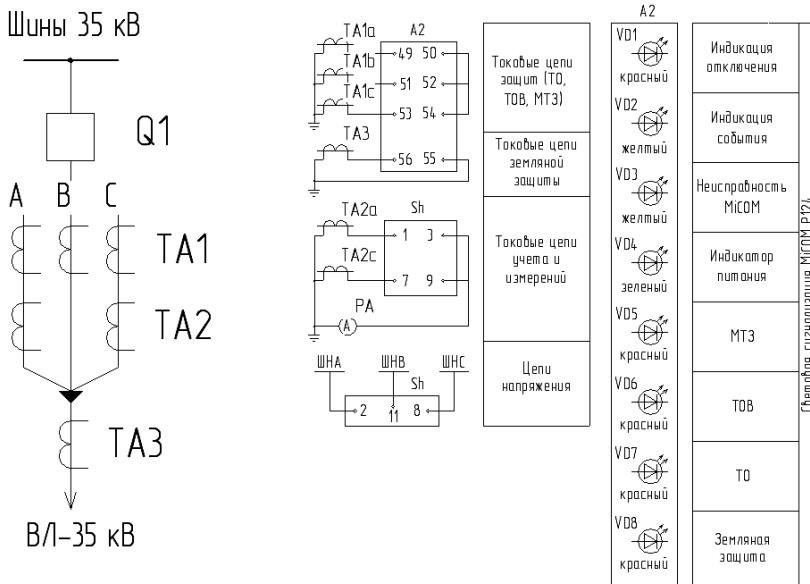 Шины 35 кВ
Q1
A B C
TA1
TA2
TA3
ВЛ-35 кВ
TA1a
TA1b
TA1c
TA3
A2
49 50
51 52
53 54
56 55
TA2a
TA2c
Sh
1 3
7 9
PA
A
ШНА ШНВ ШНС
Sh
2 11 8
Токовые цепи
защит (ТО,
ТОВ, МТЗ)
Токовые цепи
земляной
защиты
Токовые цепи
учета и
измерений
Цепи
напряжения
A2
VD1
красный
VD2
желтый
VD3
желтый
VD4
зеленый
VD5
красный
VD6
красный
VD7
красный
VD8
красный
Индикация
отключения
Индикация
события
Неисправность
MiCOM
Индикатор
питания
МТЗ
ТОВ
ТО
Земляная
защита
Световая сигнализация MiCOM P124